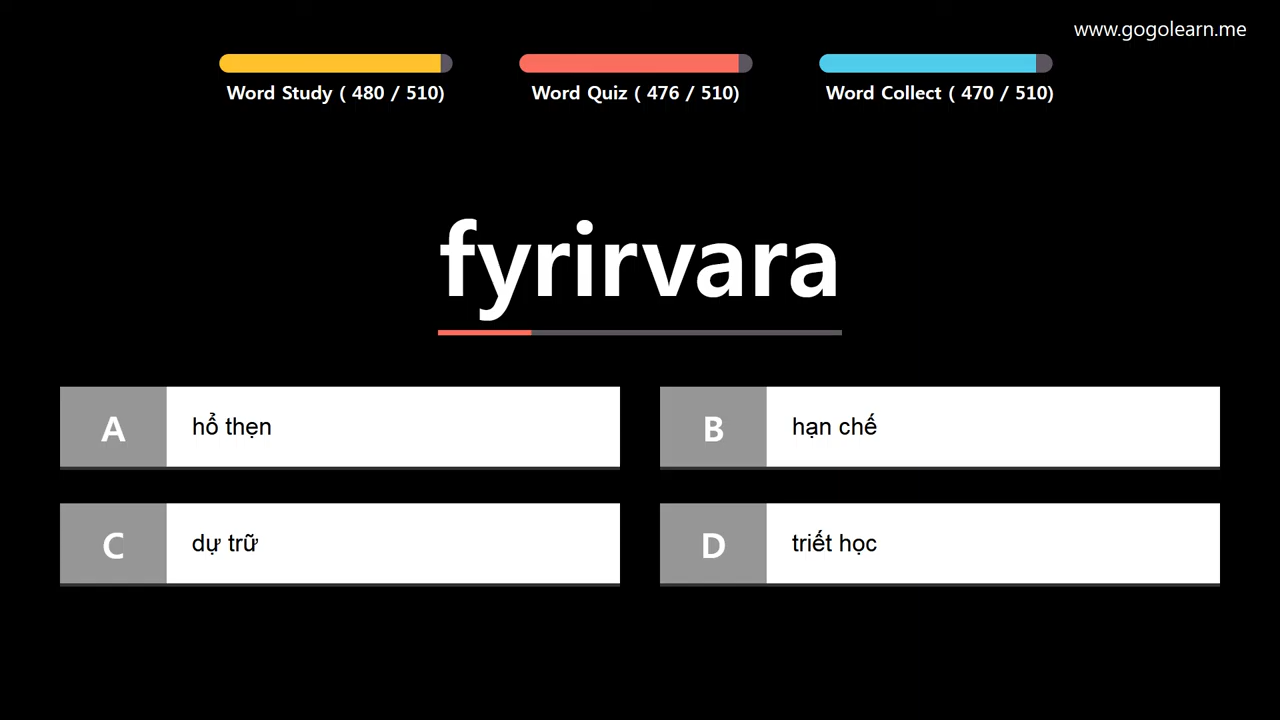 www.gogolearn.me
Word Study ( 480 / 510)
Word Quiz ( 476 / 510)
Word Collect ( 470 / 510)
fyrirvara
A hổ thẹn
B hạn chế
C dự trữ
D triết học